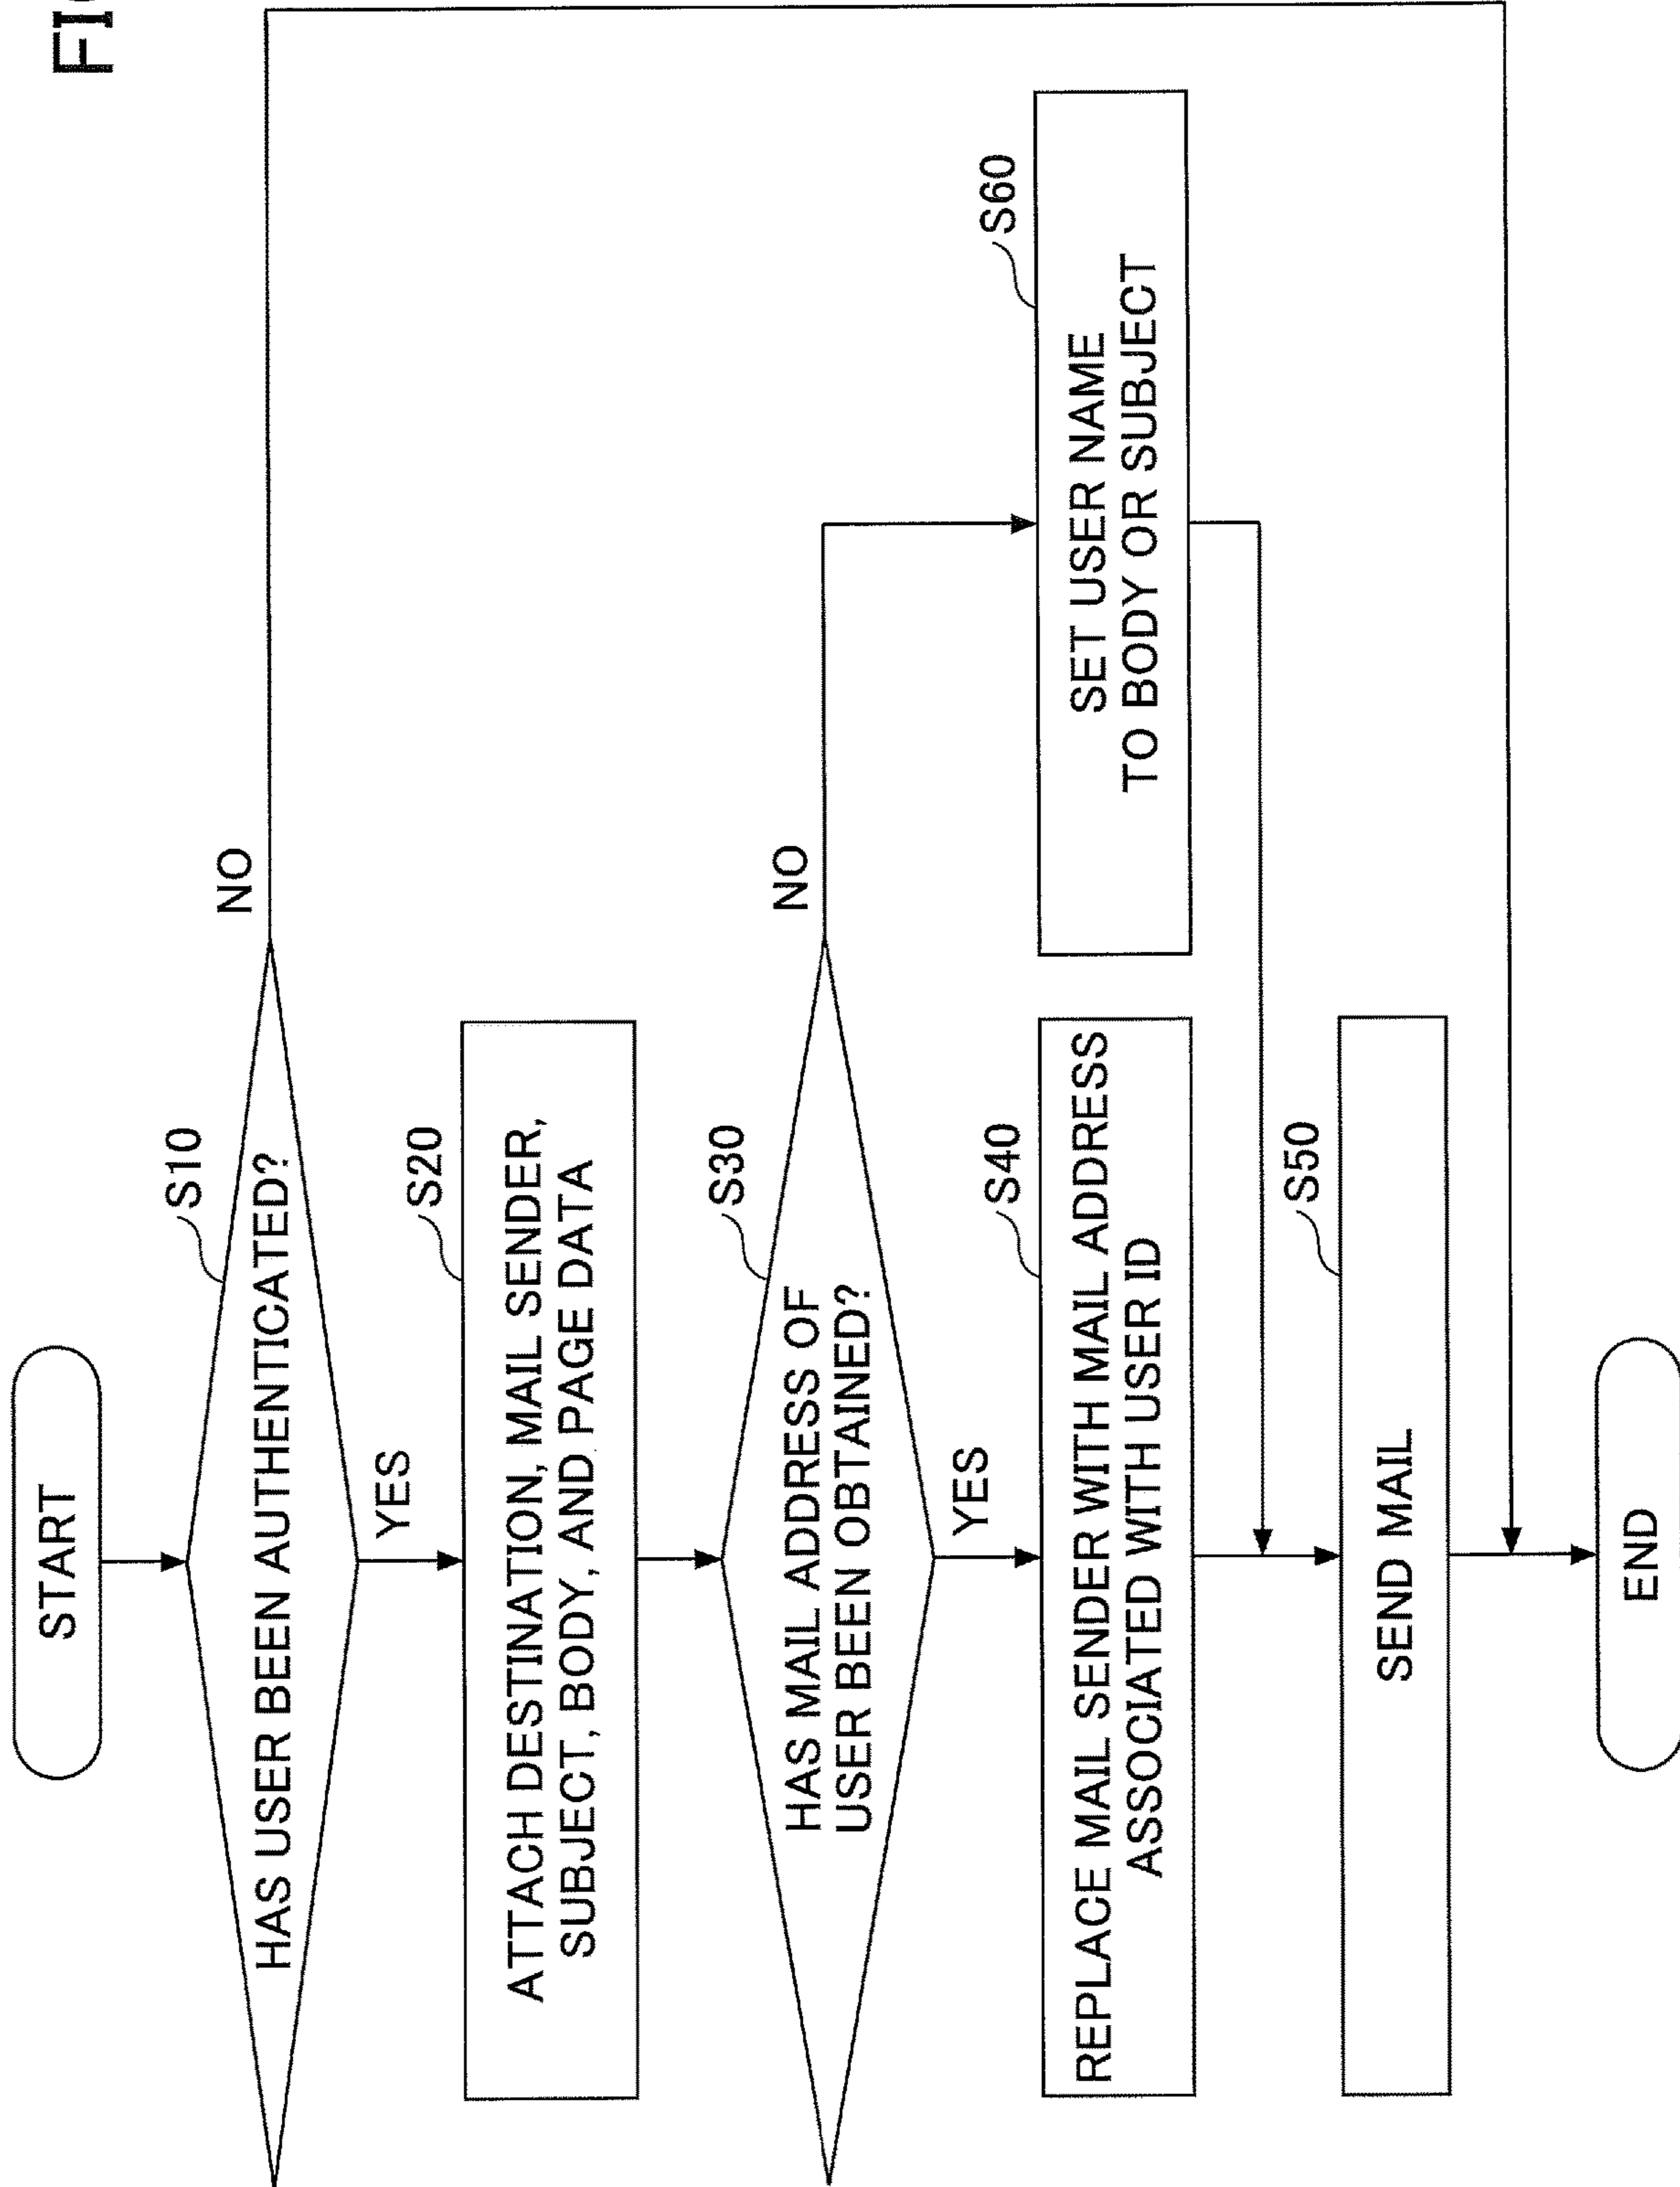 START
S10
HAS USER BEEN AUTHENTICATED?
NO
YES
S20
ATTACH DESTINATION, MAIL SENDER,
SUBJECT, BODY, AND PAGE DATA
S30
HAS MAIL ADDRESS OF
USER BEEN OBTAINED?
NO
YES
S40
REPLACE MAIL SENDER WITH MAIL ADDRESS
ASSOCIATED WITH USER ID
S60
SET USER NAME
TO BODY OR SUBJECT
S50
SEND MAIL
END